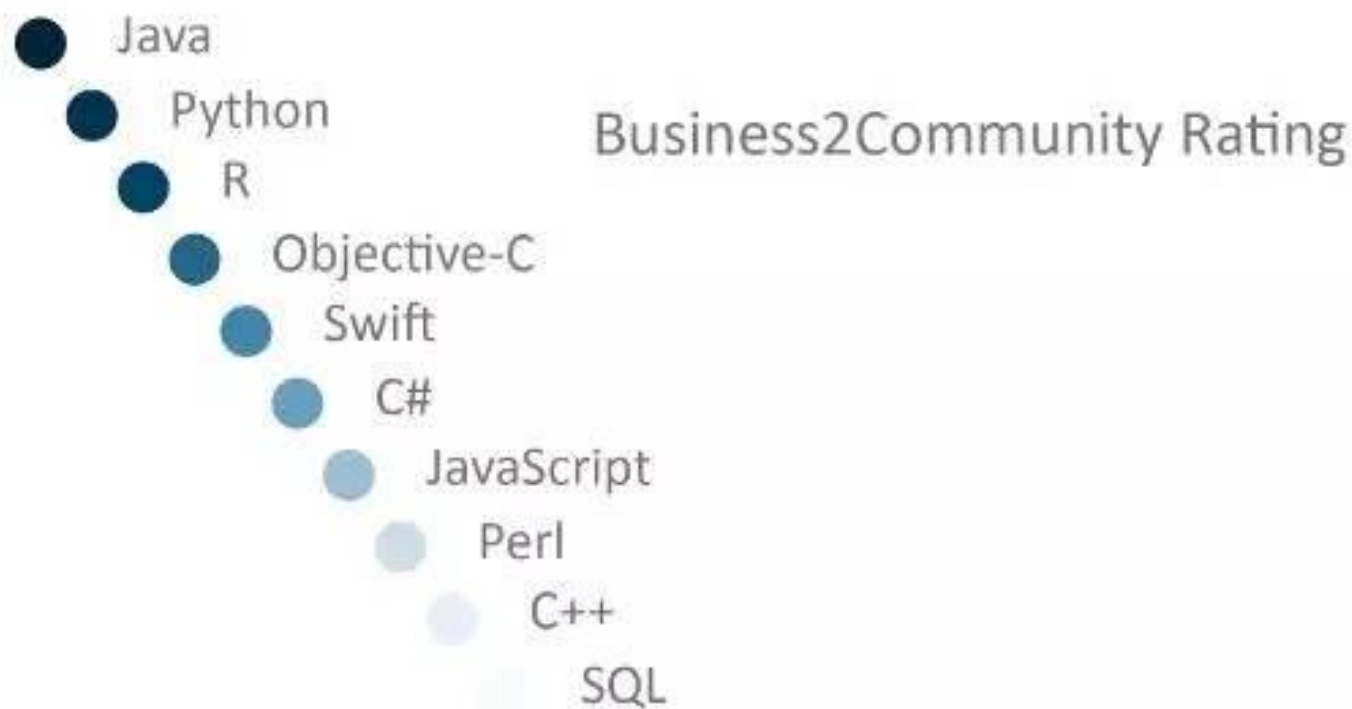 Java
Python
Business2Community Rating
R
Objective-C
Swift
C#
JavaScript
Perl
C++
SQL